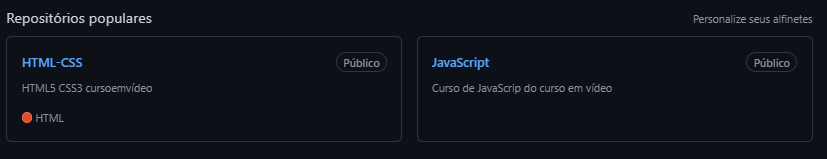 Repositórios populares
Personalize seus alfinetes
HTML-CSS
Público
HTML5 CSS3 cursoemvídeo
HTML
JavaScript
Público
Curso de JavaScrip do curso em vídeo